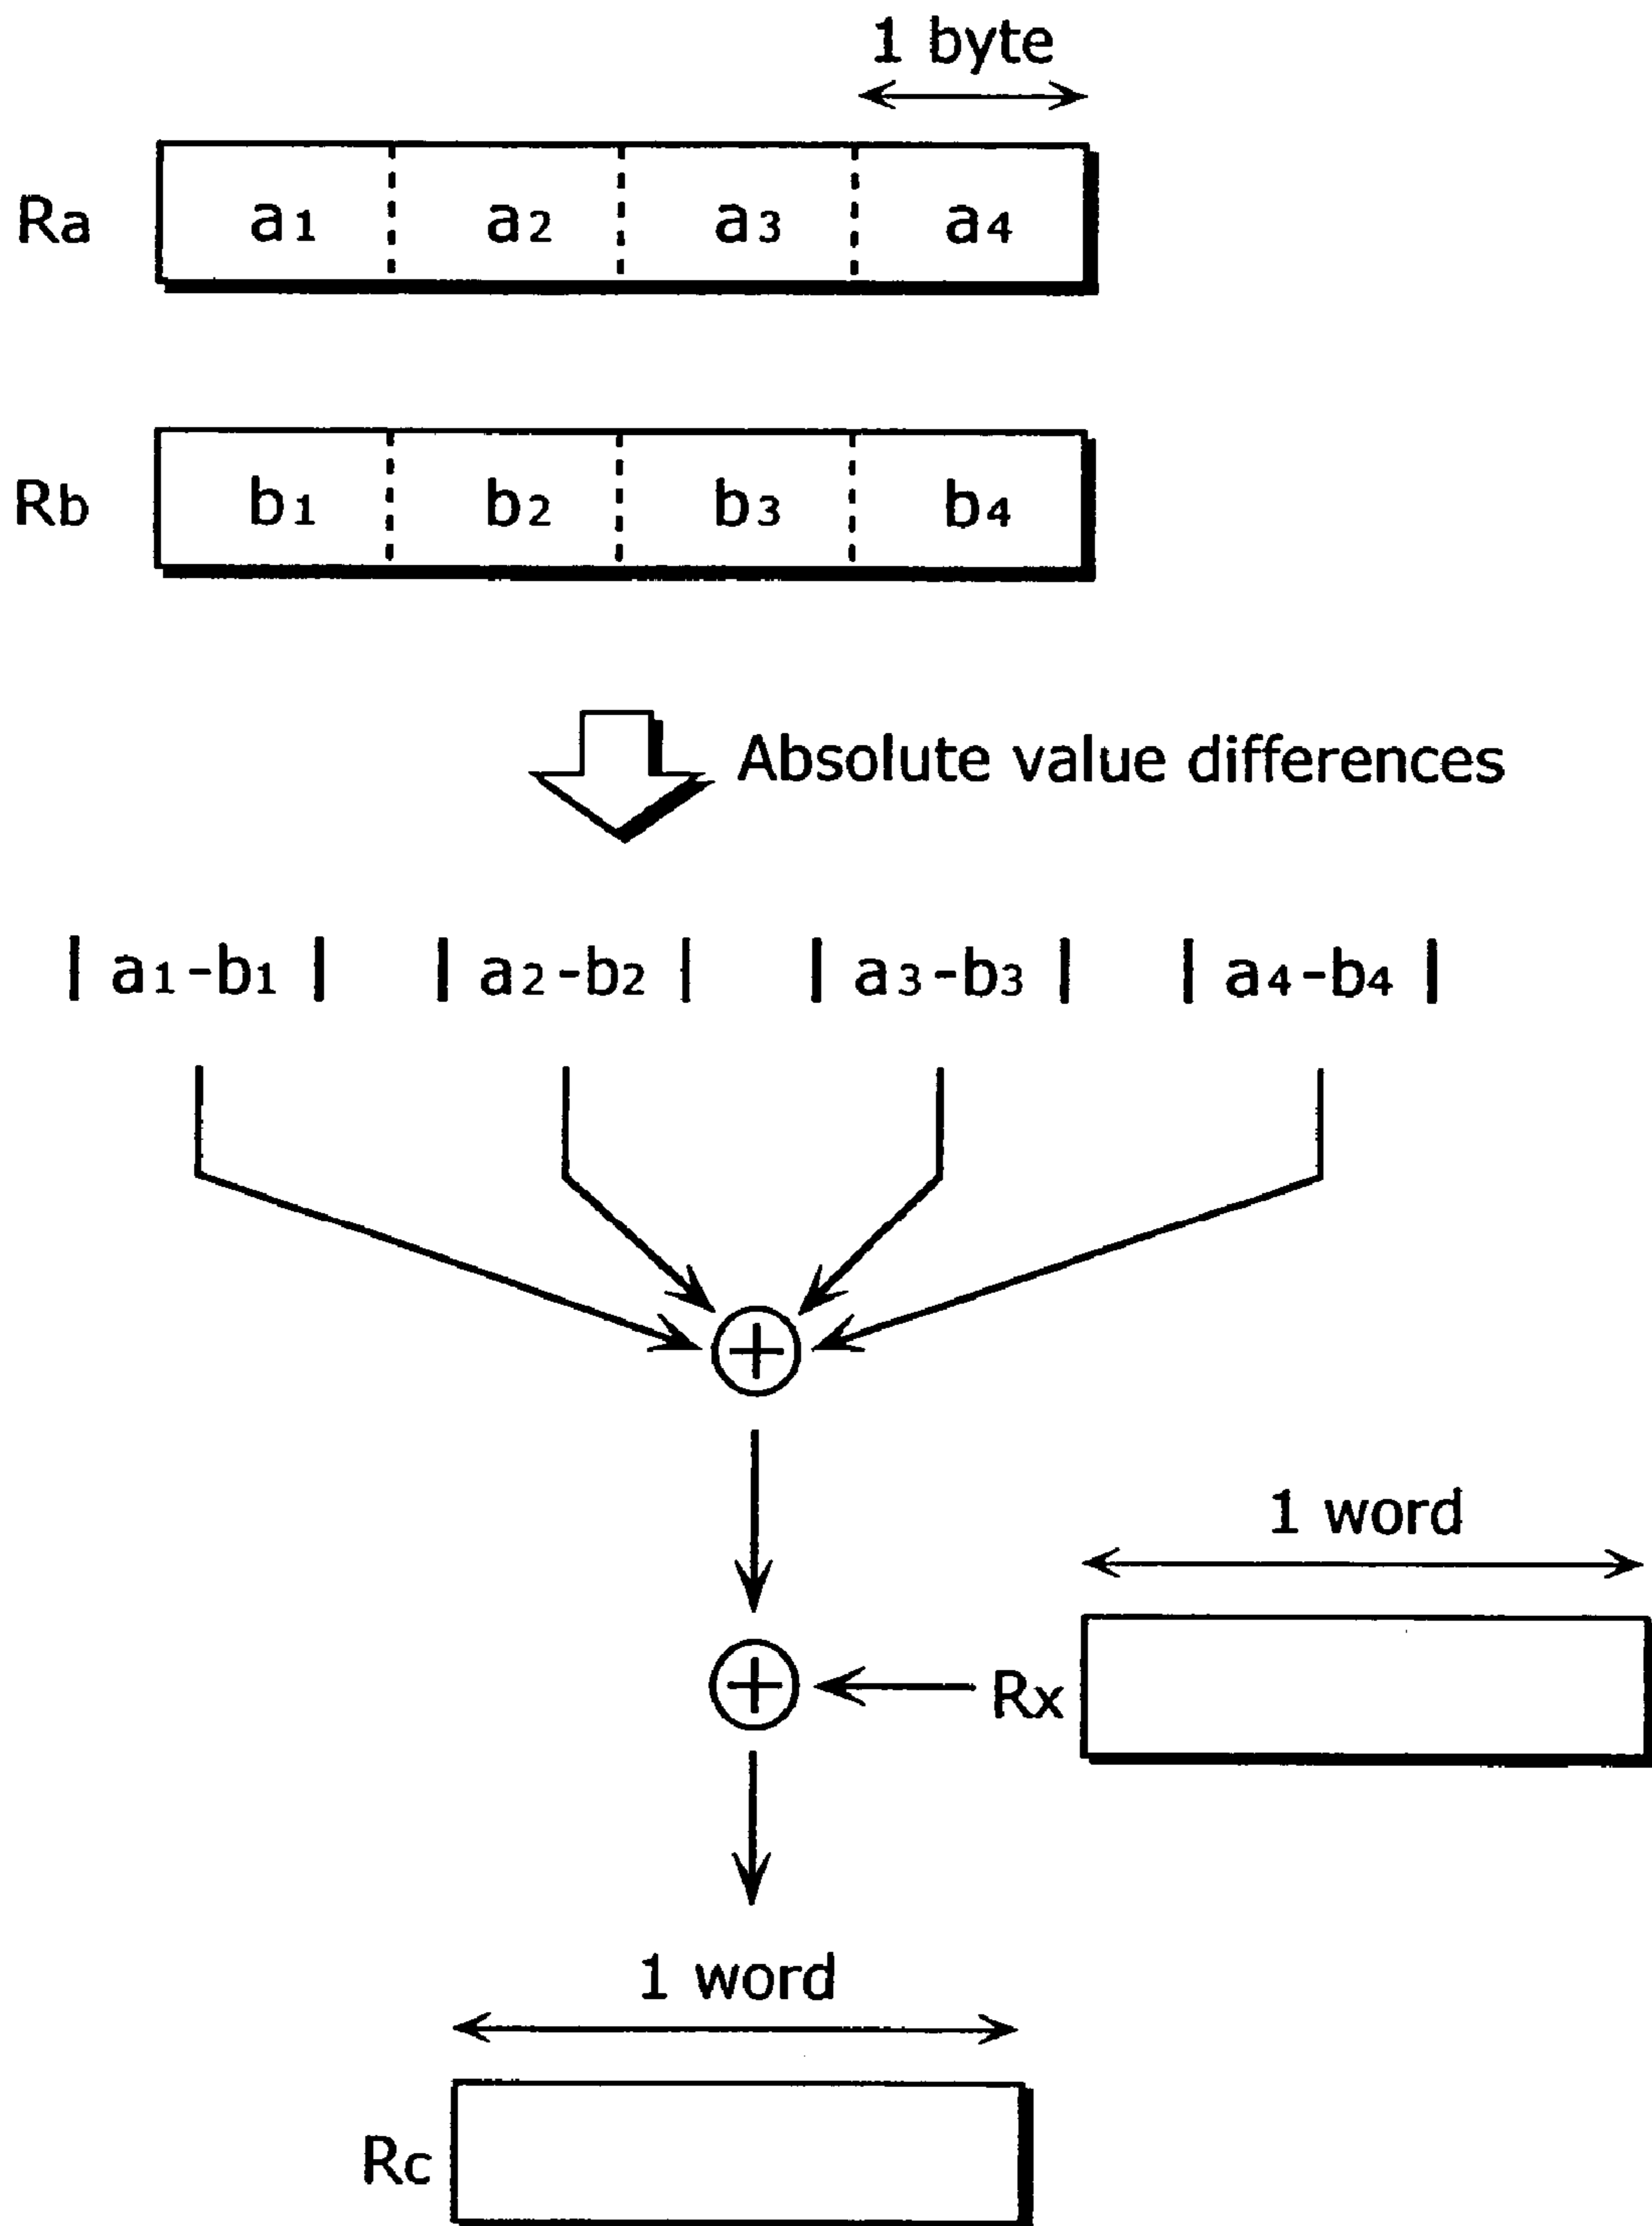 1 byte
Ra a1 a2 a3 a4
Rb b1 b2 b3 b4
Absolute value differences
| a1-b1 | | a2-b2 | | a3-b3 | | a4-b4 |
1 word
Rx
1 word
Rc